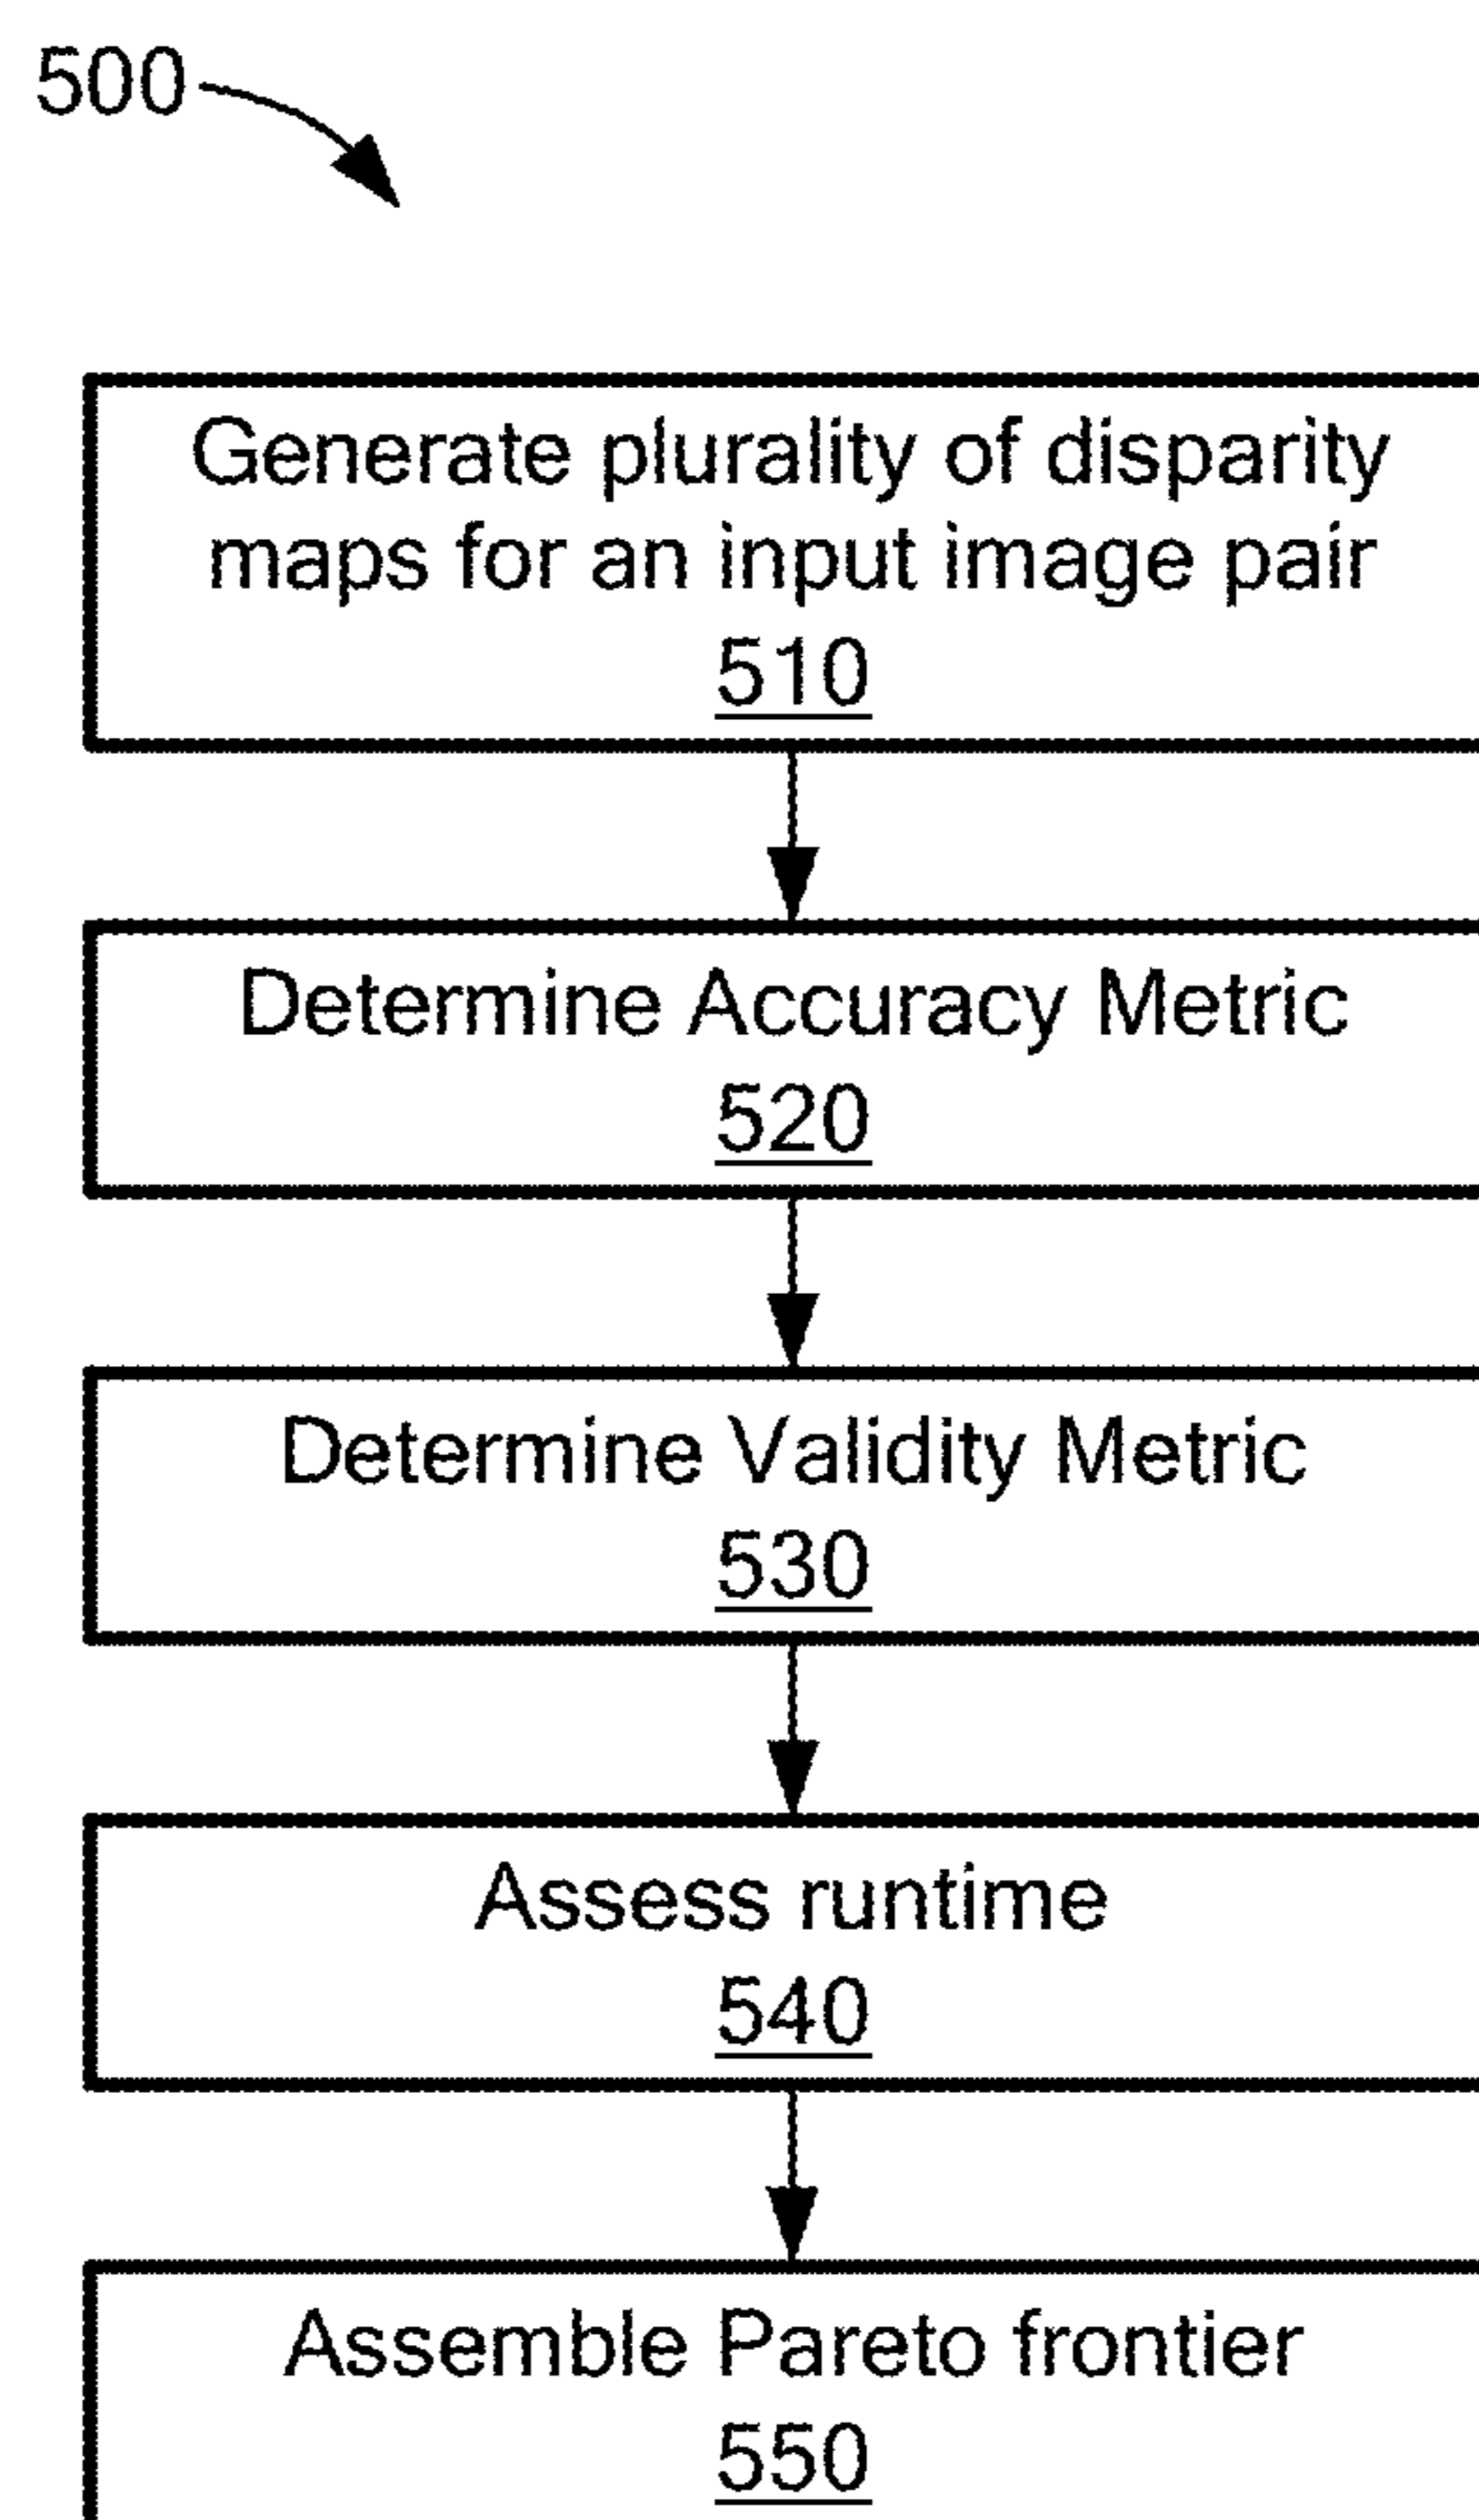 500
Generate plurality of disparity
maps for an input image pair
510
Determine Accuracy Metric
520
Determine Validity Metric
530
Assess runtime
540
Assemble Pareto frontier
550